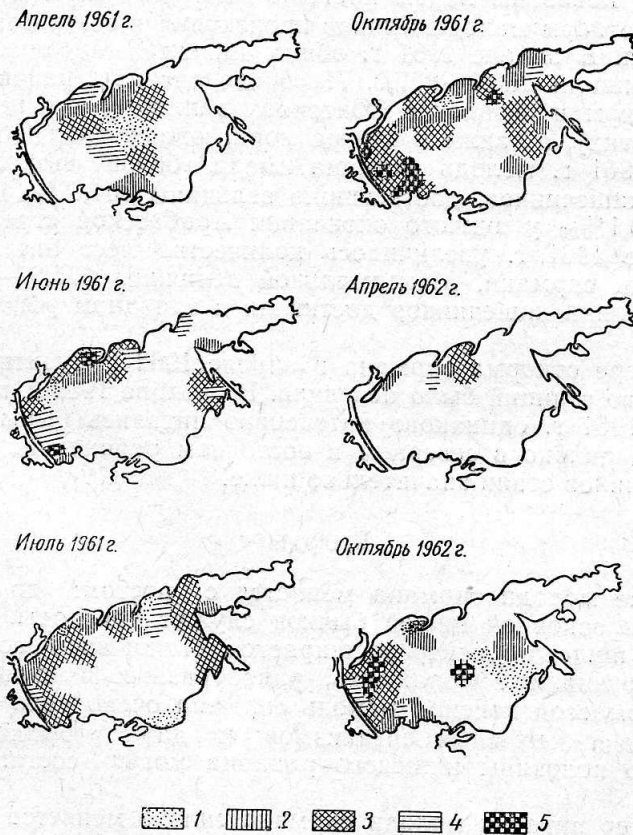 Апрель 1961 г.
Октябрь 1961 г.
Июнь 1961 г.
Апрель 1962 г.
Июль 1961 г.
Октябрь 1962 г.
1 2 3 4 5